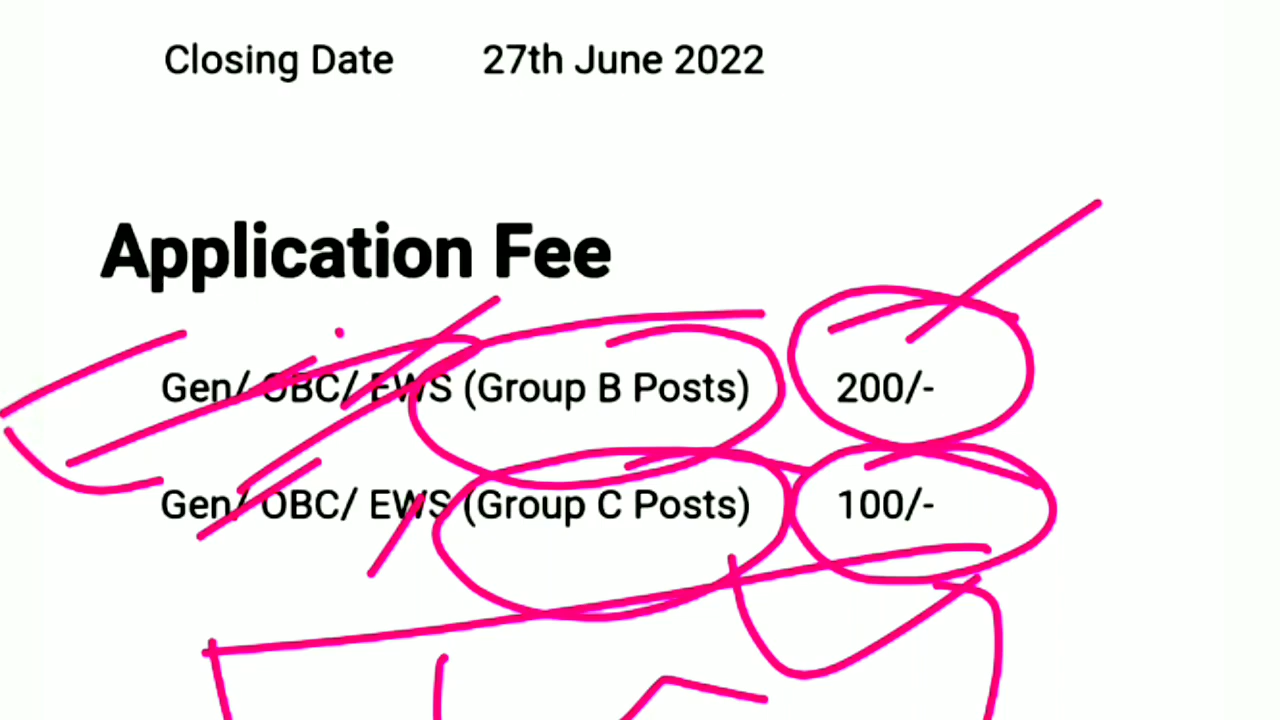 Closing Date 27th June 2022
Application Fee
Gen/ OBC/ EWS (Group B Posts) 200/-
Gen/ OBC/ EWS (Group C Posts) 100/-